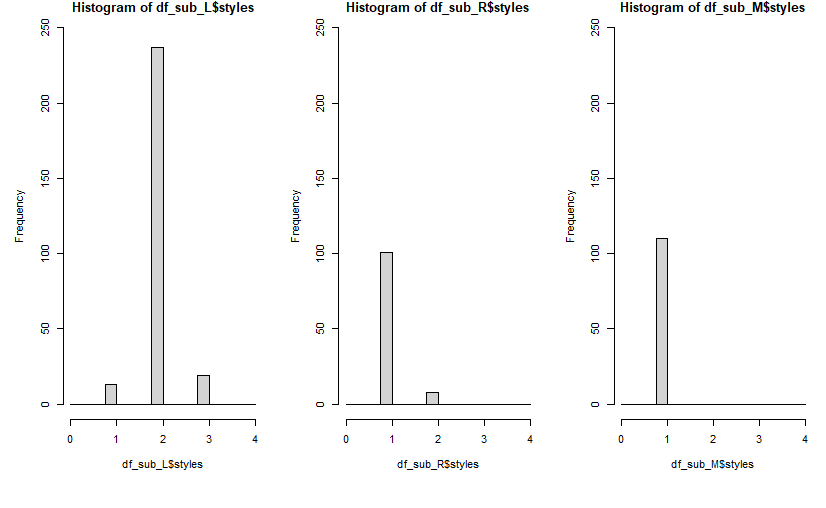 Histogram of df_sub_L$styles
Frequency
0 50 100 150 200 250
0 1 2 3 4
df_sub_L$styles
Histogram of df_sub_R$styles
Frequency
0 50 100 150 200 250
0 1 2 3 4
df_sub_R$styles
Histogram of df_sub_M$styles
Frequency
0 50 100 150 200 250
0 1 2 3 4
df_sub_M$styles